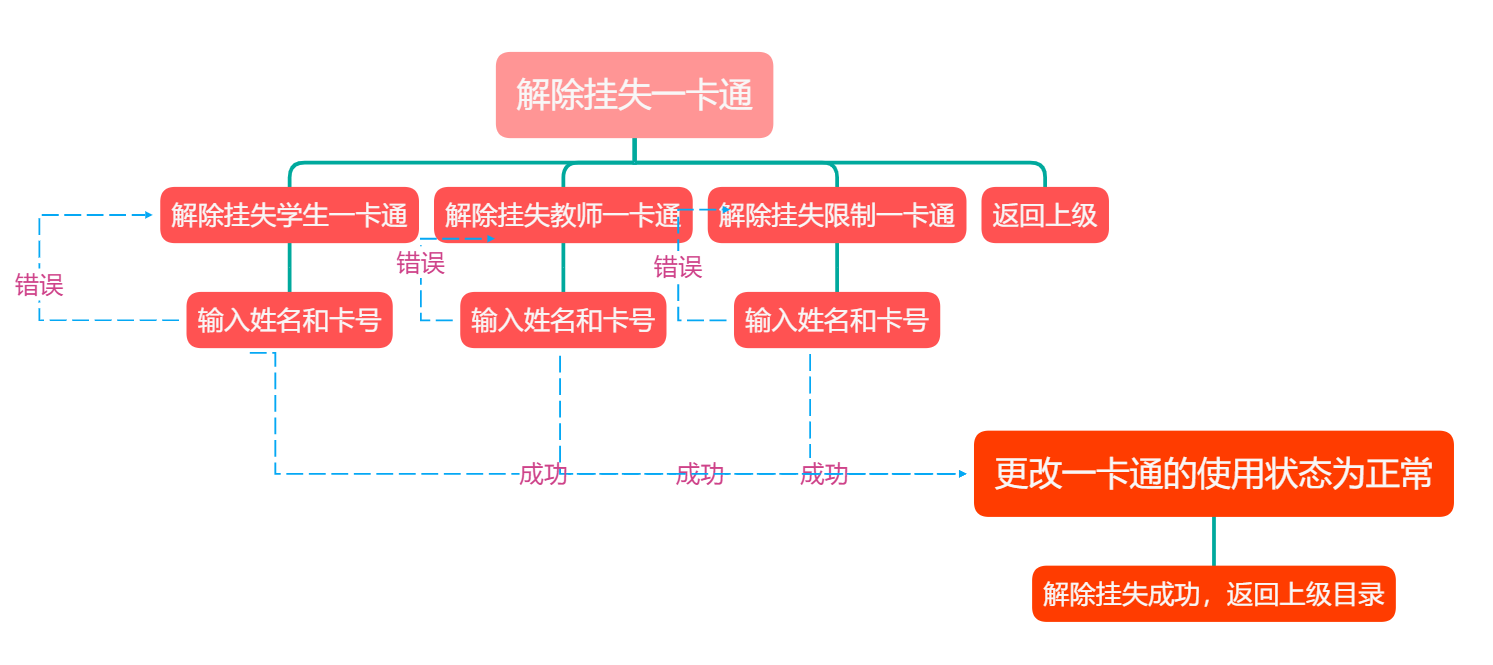 解除挂失一卡通
解除挂失学生一卡通
解除挂失教师一卡通
解除挂失限制一卡通
返回上级
错误
错误
错误
输入姓名和卡号
输入姓名和卡号
输入姓名和卡号
成功
成功
成功
更改一卡通的使用状态为正常
解除挂失成功，返回上级目录